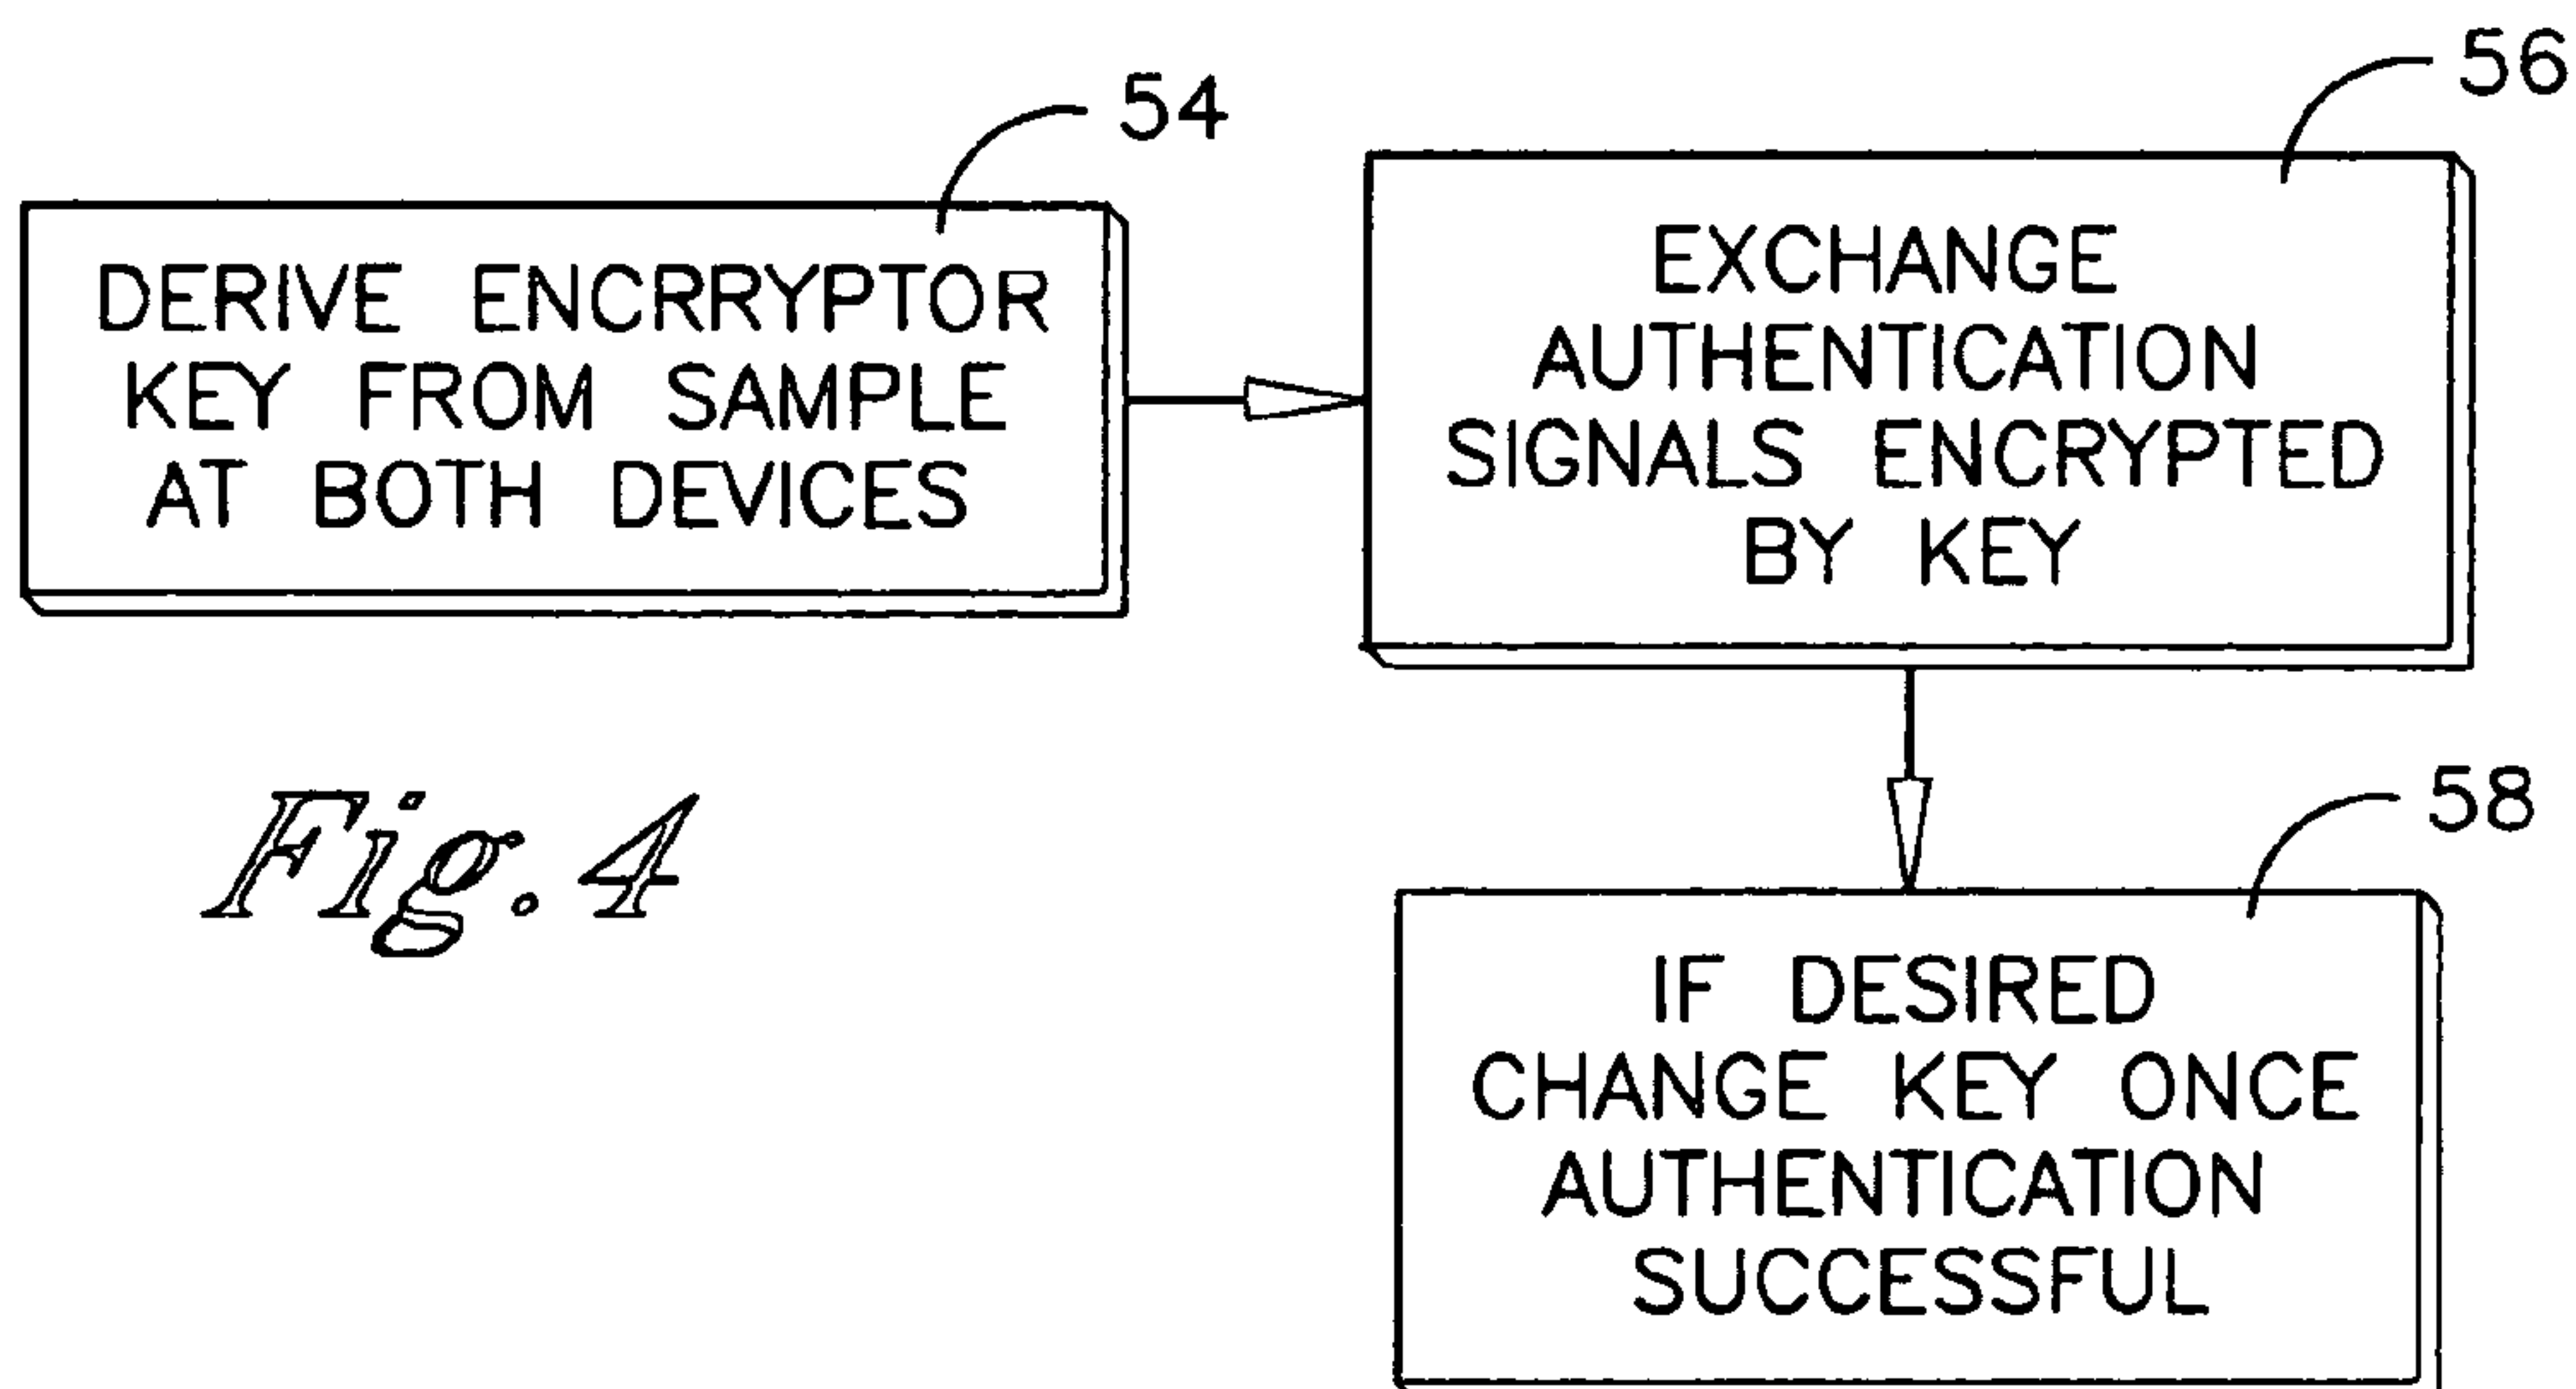 54
DERIVE ENCRRYPTOR
KEY FROM SAMPLE
AT BOTH DEVICES
56
EXCHANGE
AUTHENTICATION
SIGNALS ENCRYPTED
BY KEY
58
IF DESIRED
CHANGE KEY ONCE
AUTHENTICATION
SUCCESSFUL
Fig. 4